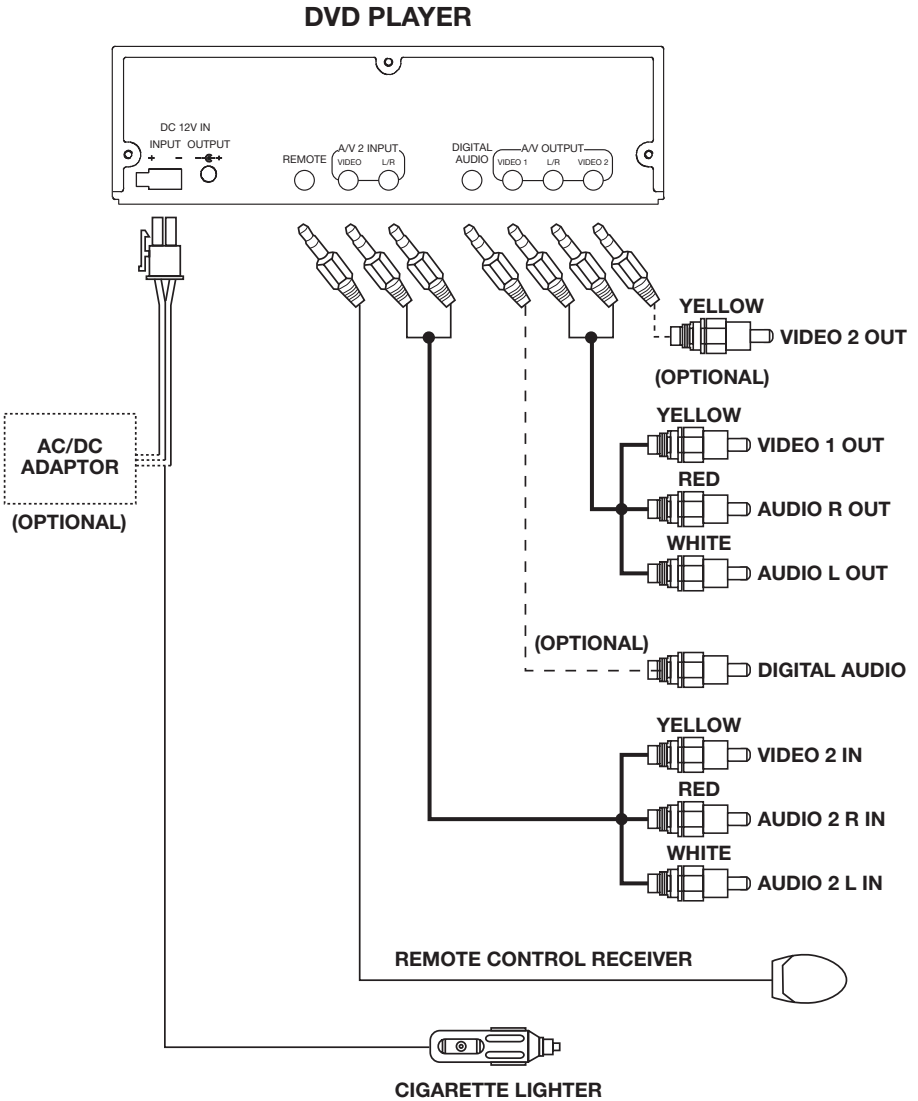 DVD PLAYER
DC 12V IN
INPUT OUTPUT
+ - - +
REMOTE
A/V 2 INPUT
VIDEO L/R
DIGITAL
AUDIO
A/V OUTPUT
VIDEO 1 L/R VIDEO 2
YELLOW
VIDEO 2 OUT
(OPTIONAL)
YELLOW
VIDEO 1 OUT
RED
AUDIO R OUT
WHITE
AUDIO L OUT
AC/DC
ADAPTOR
(OPTIONAL)
(OPTIONAL)
DIGITAL AUDIO
YELLOW
VIDEO 2 IN
RED
AUDIO 2 R IN
WHITE
AUDIO 2 L IN
REMOTE CONTROL RECEIVER
CIGARETTE LIGHTER